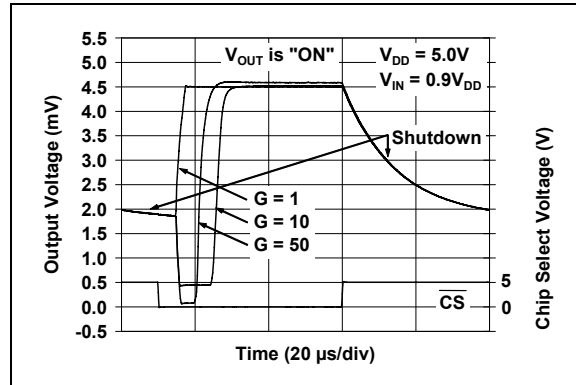 5.5
5.0
4.5
4.0
3.5
3.0
2.5
2.0
1.5
1.0
0.5
0.0
-0.5
Output Voltage (mV)
VOUT is "ON"
VDD = 5.0V
VIN = 0.9VDD
Shutdown
G = 1
G = 10
G = 50
CS
5
0
Chip Select Voltage (V)
Time (20 µs/div)